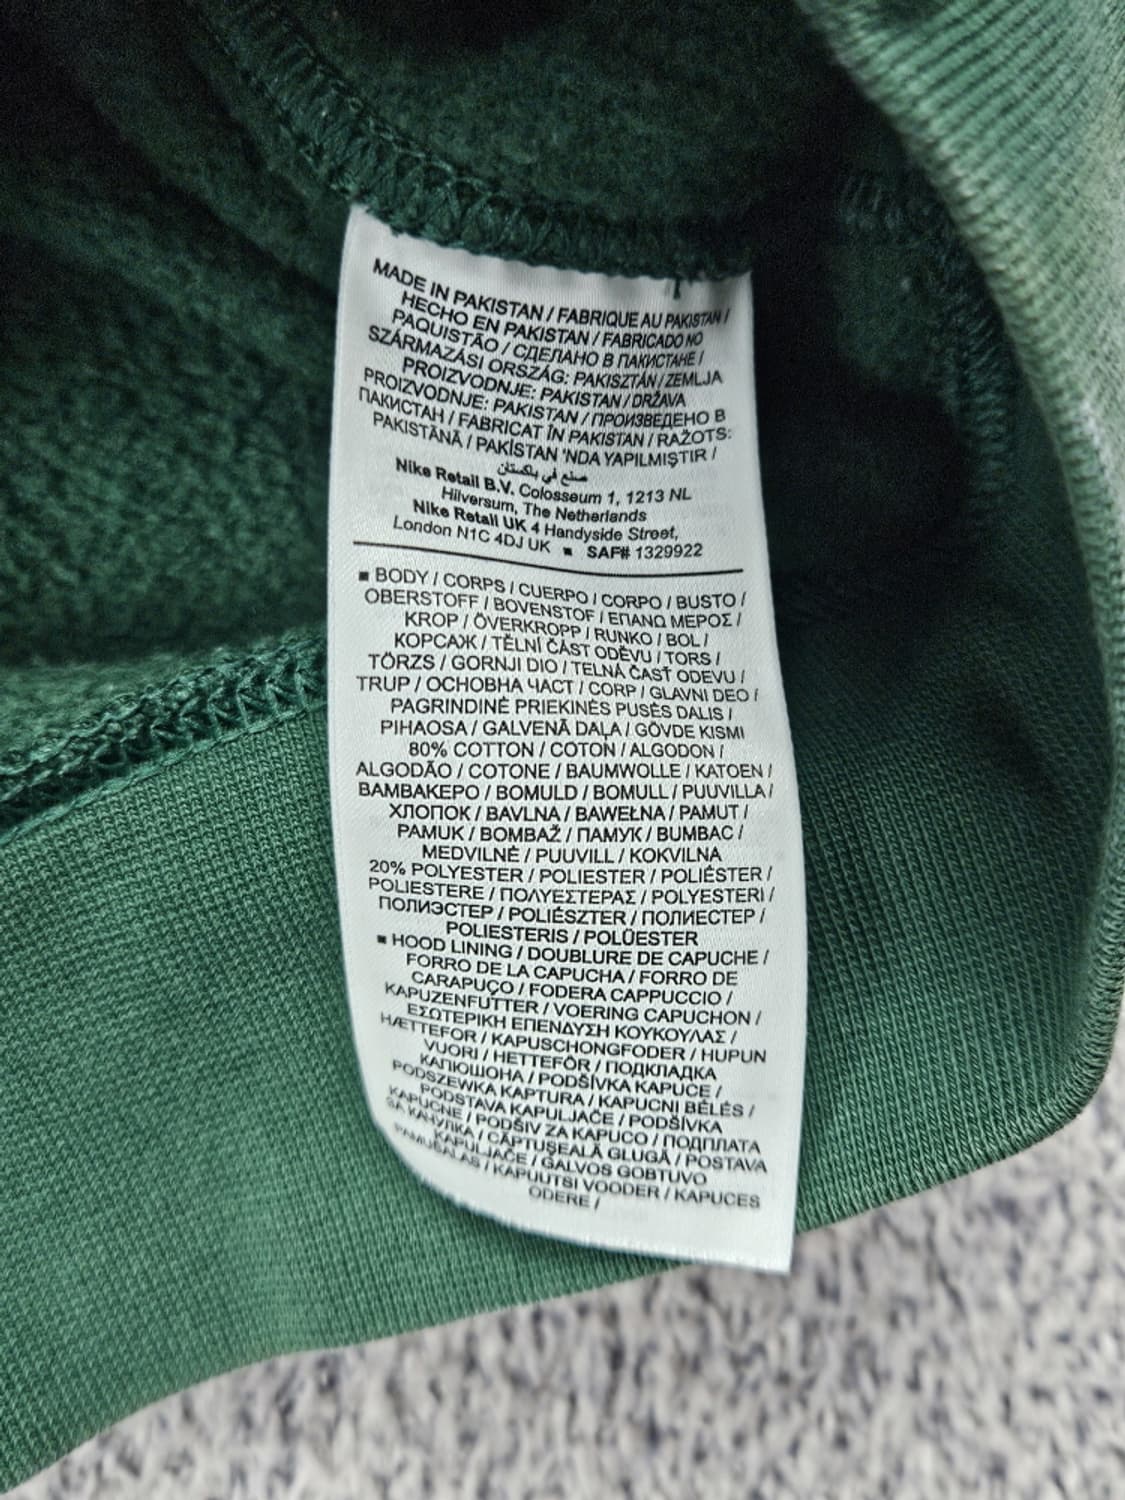 MADE IN PAKISTAN / FABRIQUE AU PAKISTAN /
HECHO EN PAKISTAN / FABRICADO NO
PAQUISTÃO / СДЕЛАНО В ПАКИСТАНЕ /
SZÁRMAZÁSI ORSZÁG: PAKISZTÁN / ZEMLJA
PROIZVODNJE: PAKISTAN / DRŽAVA
PROIZVODNJE: PAKISTAN / ПРОИЗВЕДЕНО В
ПАКИСТАН / FABRICAT ÎN PAKISTAN / RAŽOTS:
PAKISTĀNĀ / PAKİSTAN 'NDA YAPILMIŞTIR /
صنع في باكستان
Nike Retail B.V. Colosseum 1, 1213 NL
Hilversum, The Netherlands
Nike Retail UK 4 Handyside Street,
London N1C 4DJ UK ■ SAF# 1329922
■ BODY / CORPS / CUERPO / CORPO / BUSTO /
OBERSTOFF / BOVENSTOF / ΕΠΑΝΩ ΜΕΡΟΣ /
KROP / ÖVERKROPP / RUNKO / BOL /
КОРСАЖ / TĚLNÍ ČÁST ODĚVU / TORS /
TÖRZS / GORNJI DIO / TELNÁ ČASŤ ODEVU /
TRUP / ОСНОВНА ЧАСТ / CORP / GLAVNI DEO /
PAGRINDINĖ PRIEKINĖS PUSĖS DALIS /
PIHAOSA / GALVENĀ DAĻA / GÖVDE KISMI
80% COTTON / COTON / ALGODON /
ALGODÃO / COTONE / BAUMWOLLE / KATOEN /
ΒΑΜΒΑΚΕΡΟ / BOMULD / BOMULL / PUUVILLA /
ХЛОПОК / BAVLNA / BAWEŁNA / PAMUT /
PAMUK / BOMBAŽ / ПАМУК / BUMBAC /
MEDVILNĖ / PUUVILL / KOKVILNA
20% POLYESTER / POLIESTER / POLIÉSTER /
POLIESTERE / ΠΟΛΥΕΣΤΕΡΑΣ / POLYESTERI /
ПОЛИЭСТЕР / POLIÉSZTER / ПОЛИЕСТЕР /
POLIESTERIS / POLÜESTER
■ HOOD LINING / DOUBLURE DE CAPUCHE /
FORRO DE LA CAPUCHA / FORRO DE
CARAPUÇO / FODERA CAPPUCCIO /
KAPUZENFUTTER / VOERING CAPUCHON /
ΕΣΩΤΕΡΙΚΗ ΕΠΕΝΔΥΣΗ ΚΟΥΚΟΥΛΑΣ /
HÆTTEFOR / KAPUSCHONGFODER / HUPUN
VUORI / HETTEFÔR / ПОДКЛАДКА
КАПЮШОНА / PODŠÍVKA KAPUCE /
PODSZEWKA KAPTURA / KAPUCNI BÉLÉS /
PODSTAVA KAPULJAČE / PODŠÍVKA
KAPUCNE / PODŠIV ZA KAPUCO / ПОДПЛАТА
ЗА КАЧУЛКА / CĂPTUŞEALĂ GLUGĂ / POSTAVA
KAPULJAČE / GALVOS GOBTUVO
PAMUŠALAS / KAPUUTSI VOODER / KAPUCES
ODERE /